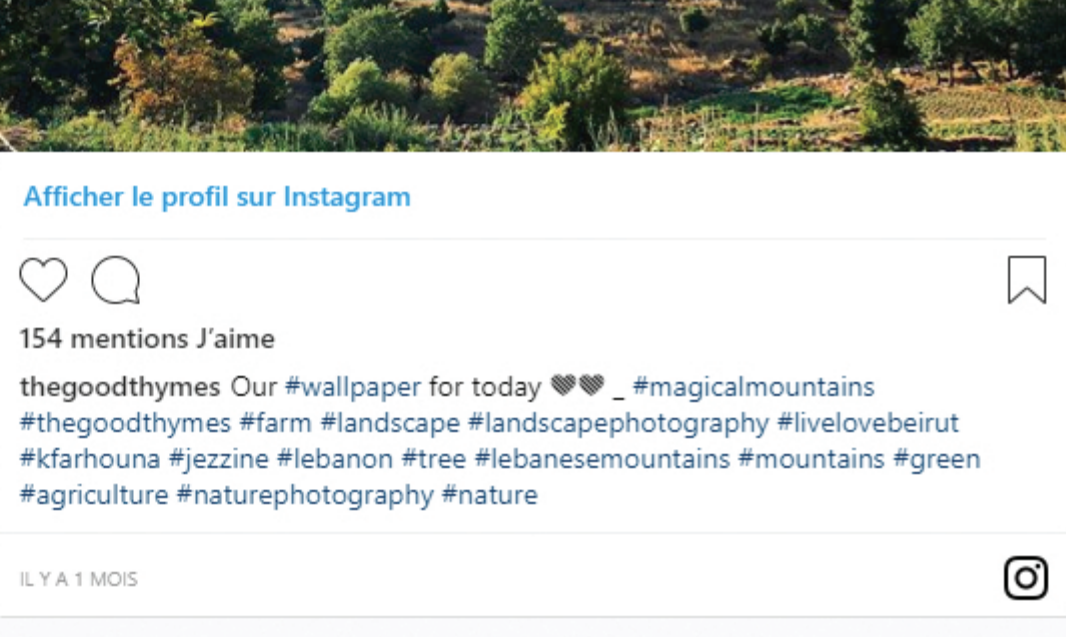 Afficher le profil sur Instagram
154 mentions J'aime
thegoodthymes Our #wallpaper for today 🖤🖤 _ #magicalmountains
#thegoodthymes #farm #landscape #landscapephotography #livelovebeirut
#kfarhouna #jezzine #lebanon #tree #lebanesemountains #mountains #green
#agriculture #naturephotography #nature
IL Y A 1 MOIS